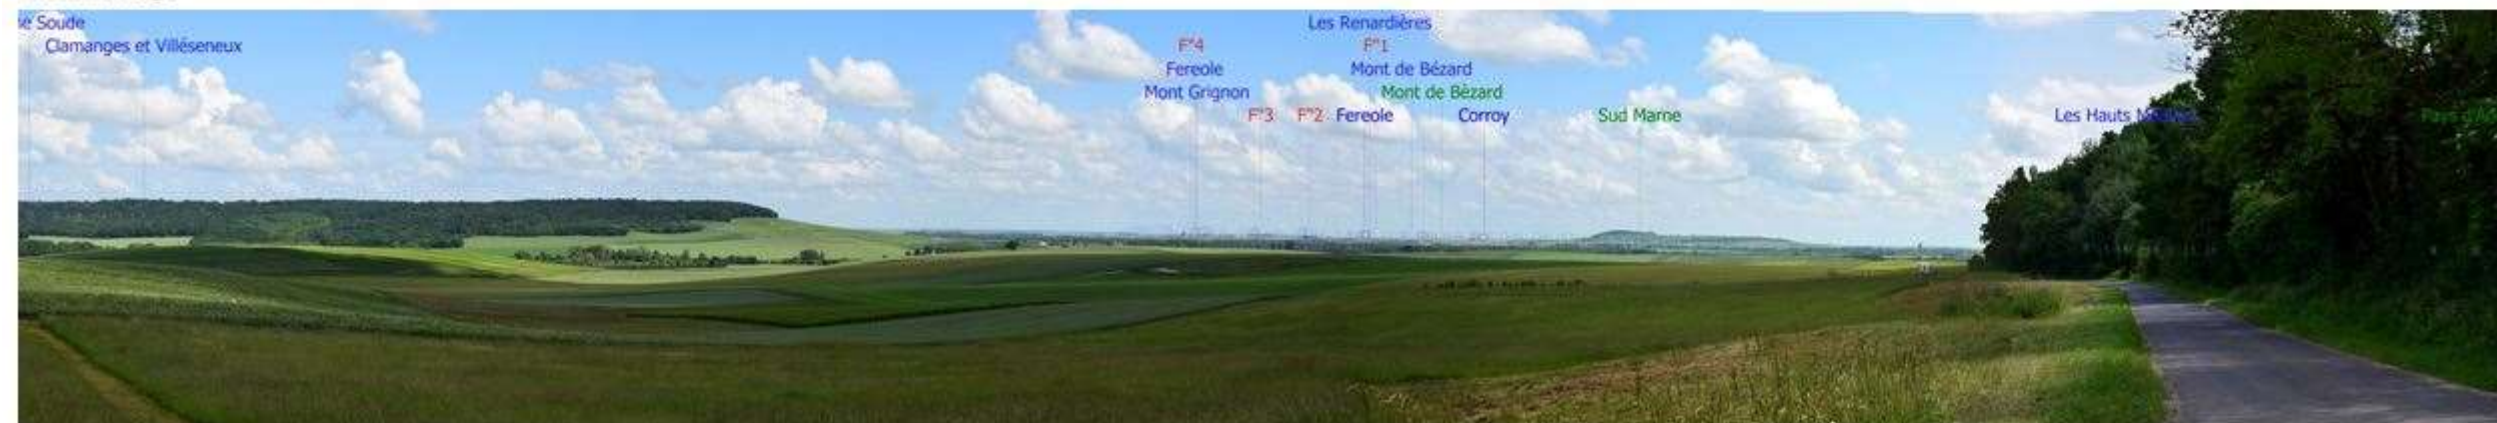 Soude
Clamanges et Villéseneux
Les Renardières
F"4
F"1
Fereole
Mont de Bézard
Mont Grignon
Mont de Bézard
F"3
F"2
Fereole
Corroy
Sud Marne
Les Hauts